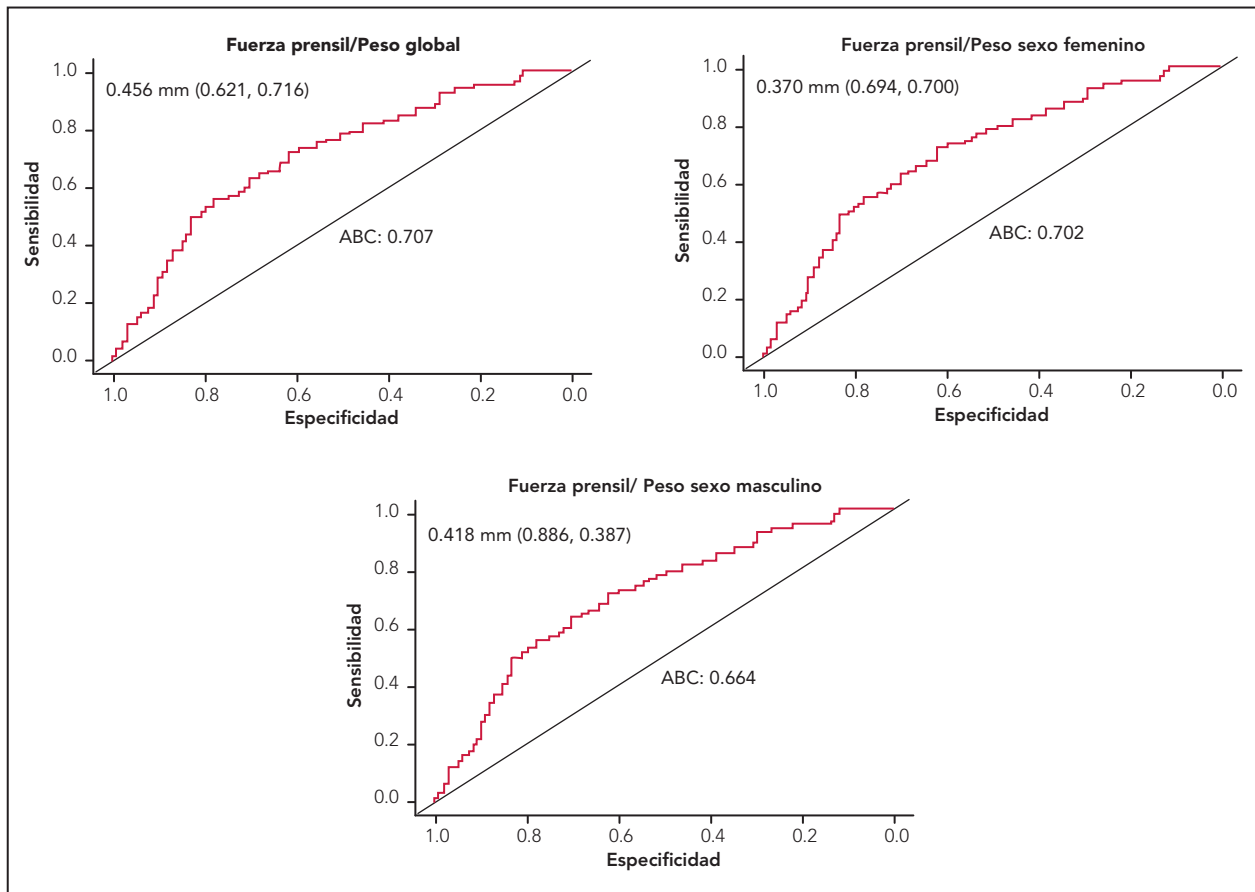 Fuerza prensil/Peso global
0.456 mm (0.621, 0.716)
1.0
0.8
0.6
0.4
0.2
0.0
Sensibilidad
ABC: 0.707
1.0 0.8 0.6 0.4 0.2 0.0
Especificidad
Fuerza prensil/Peso sexo femenino
0.370 mm (0.694, 0.700)
1.0
0.8
0.6
0.4
0.2
0.0
Sensibilidad
ABC: 0.702
1.0 0.8 0.6 0.4 0.2 0.0
Especificidad
Fuerza prensil/ Peso sexo masculino
0.418 mm (0.886, 0.387)
1.0
0.8
0.6
0.4
0.2
0.0
Sensibilidad
ABC: 0.664
1.0 0.8 0.6 0.4 0.2 0.0
Especificidad